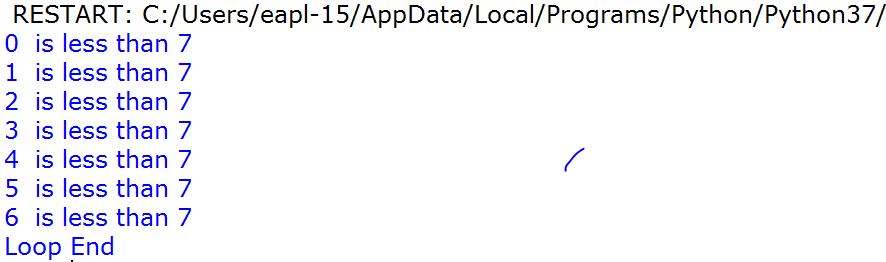 RESTART: C:/Users/eapl-15/AppData/Local/Programs/Python/Python37/
0  is less than 7
1  is less than 7
2  is less than 7
3  is less than 7
4  is less than 7
5  is less than 7
6  is less than 7
Loop End